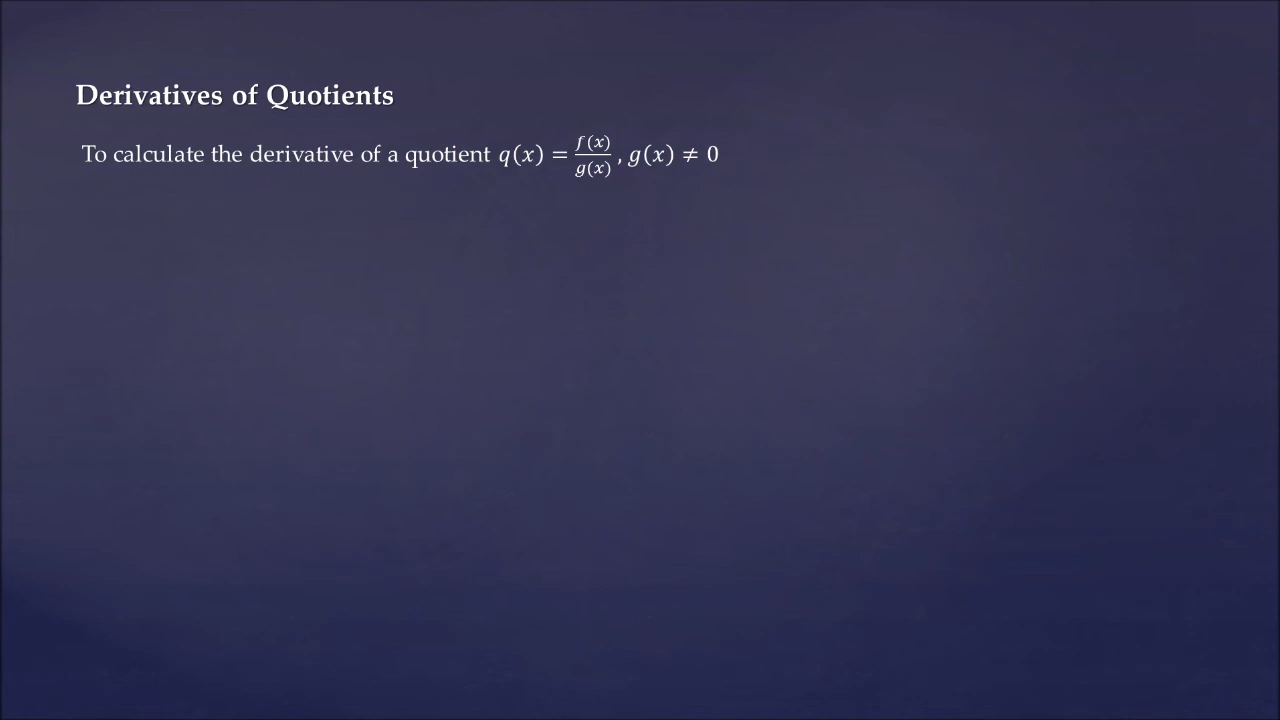 Derivatives of Quotients
To calculate the derivative of a quotient q(x) = f(x)/g(x) , g(x) ≠ 0